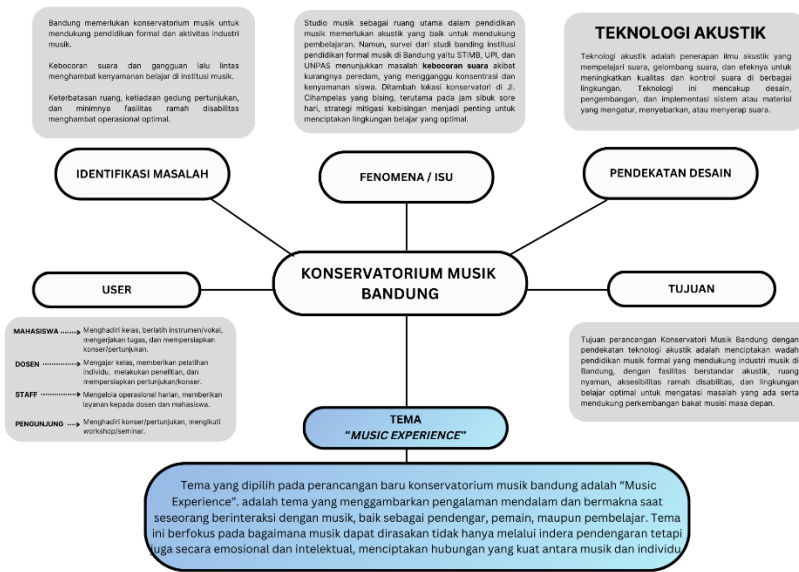 Bandung memerlukan konservatorium musik untuk
mendukung pendidikan formal dan aktivitas industri
musik.
Kebocoran suara dan gangguan lalu lintas
menghambat kenyamanan belajar di institusi musik.
Keterbatasan ruang, ketiadaan gedung pertunjukan,
dan minimnya fasilitas ramah disabilitas
menghambat operasional optimal.
IDENTIFIKASI MASALAH
Studio musik sebagai ruang utama dalam pendidikan
musik memerlukan akustik yang baik untuk mendukung
pembelajaran. Namun, survei dari studi banding institusi
pendidikan formal musik di Bandung yaitu STiMB, UPI, dan
UNPAS menunjukkan masalah kebocoran suara akibat
kurangnya peredam, yang mengganggu konsentrasi dan
kenyamanan siswa. Ditambah lokasi konservatori di Jl.
Cihampelas yang bising, terutama pada jam sibuk sore
hari, strategi mitigasi kebisingan menjadi penting untuk
menciptakan lingkungan belajar yang optimal.
FENOMENA / ISU
TEKNOLOGI AKUSTIK
Teknologi akustik adalah penerapan ilmu akustik yang
mempelajari suara, gelombang suara, dan efeknya untuk
meningkatkan kualitas dan kontrol suara di berbagai
lingkungan. Teknologi ini mencakup desain,
pengembangan, dan implementasi sistem atau material
yang mengatur, menyebarkan, atau menyerap suara.
PENDEKATAN DESAIN
KONSERVATORIUM MUSIK
BANDUNG
USER
MAHASISWA Menghadiri kelas, berlatih instrumen/vokal,
mengerjakan tugas, dan mempersiapkan
konser/pertunjukan.
DOSEN Mengajar kelas, memberikan pelatihan
individu, melakukan penelitian, dan
mempersiapkan pertunjukan/konser.
STAFF Mengelola operasional harian, memberikan
layanan kepada dosen dan mahasiswa.
PENGUNJUNG Menghadiri konser/pertunjukan, mengikuti
workshop/seminar.
TUJUAN
Tujuan perancangan Konservatori Musik Bandung dengan
pendekatan teknologi akustik adalah menciptakan wadah
pendidikan musik formal yang mendukung industri musik di
Bandung, dengan fasilitas berstandar akustik, ruang
nyaman, aksesibilitas ramah disabilitas, dan lingkungan
belajar optimal untuk mengatasi masalah yang ada serta
mendukung perkembangan bakat musisi masa depan.
TEMA
"MUSIC EXPERIENCE"
Tema yang dipilih pada perancangan baru konservatorium musik bandung adalah “Music
Experience”. adalah tema yang menggambarkan pengalaman mendalam dan bermakna saat
seseorang berinteraksi dengan musik, baik sebagai pendengar, pemain, maupun pembelajar. Tema
ini berfokus pada bagaimana musik dapat dirasakan tidak hanya melalui indera pendengaran tetapi
juga secara emosional dan intelektual, menciptakan hubungan yang kuat antara musik dan individu